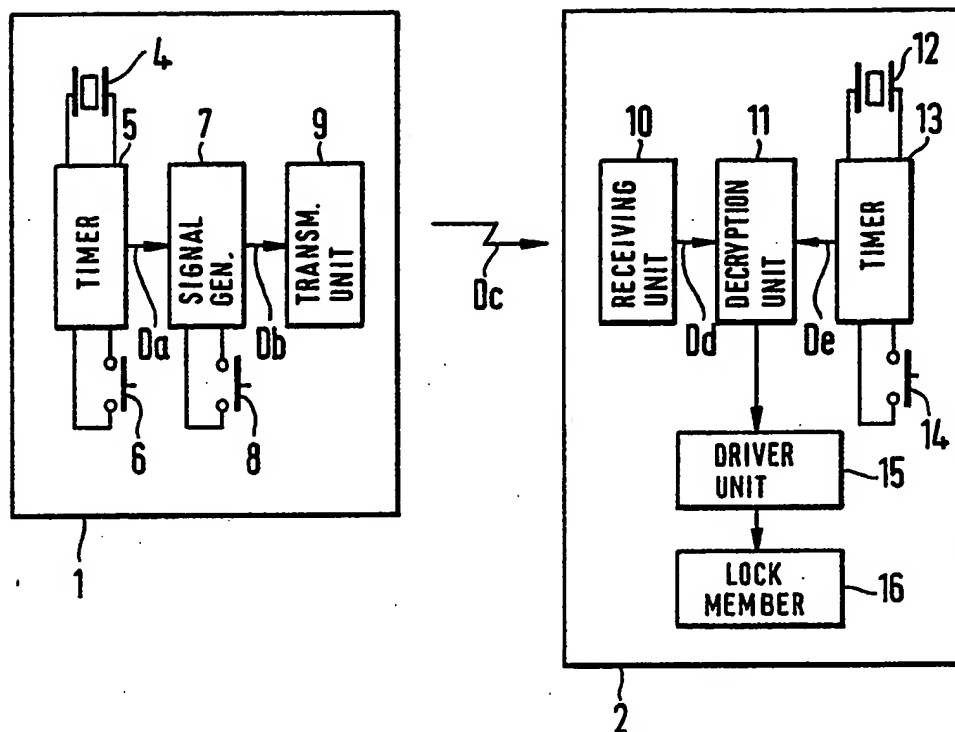 4
5
7
9
TIMER
SIGNAL
GEN.
TRANSM.
UNIT
Da
Db
6
8
1
Dc
12
10
11
13
RECEIVING
UNIT
DECRYPTION
UNIT
TIMER
Dd
De
14
DRIVER
UNIT
15
LOCK
MEMBER
16
2